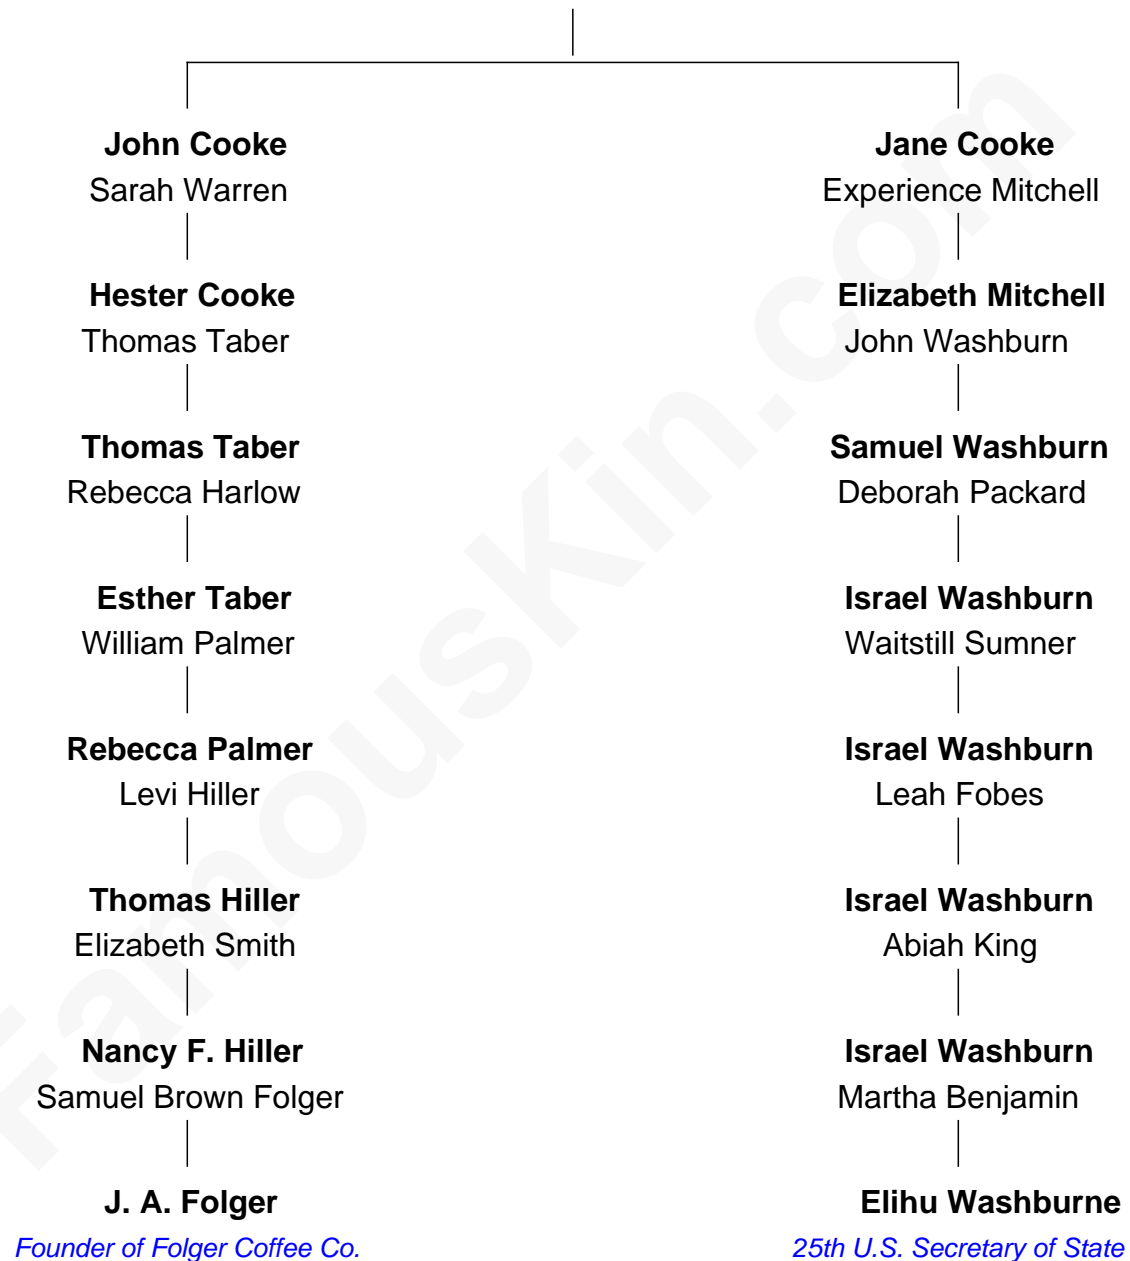 John Cooke
Sarah Warren
Jane Cooke
Experience Mitchell
Hester Cooke
Thomas Taber
Elizabeth Mitchell
John Washburn
Thomas Taber
Rebecca Harlow
Samuel Washburn
Deborah Packard
Esther Taber
William Palmer
Israel Washburn
Waitstill Sumner
Rebecca Palmer
Levi Hiller
Israel Washburn
Leah Fobes
Thomas Hiller
Elizabeth Smith
Israel Washburn
Abiah King
Nancy F. Hiller
Samuel Brown Folger
Israel Washburn
Martha Benjamin
J. A. Folger
Founder of Folger Coffee Co.
Elihu Washburne
25th U.S. Secretary of State
FamousKin.com